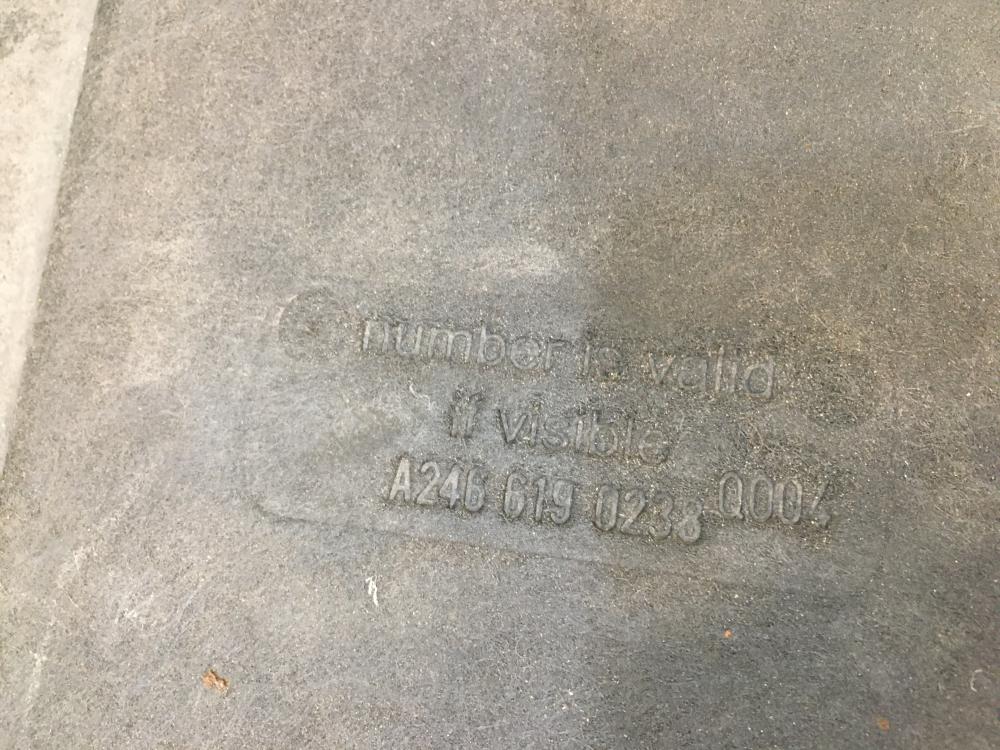 number is valid
if visible
A246 619 0238 Q004